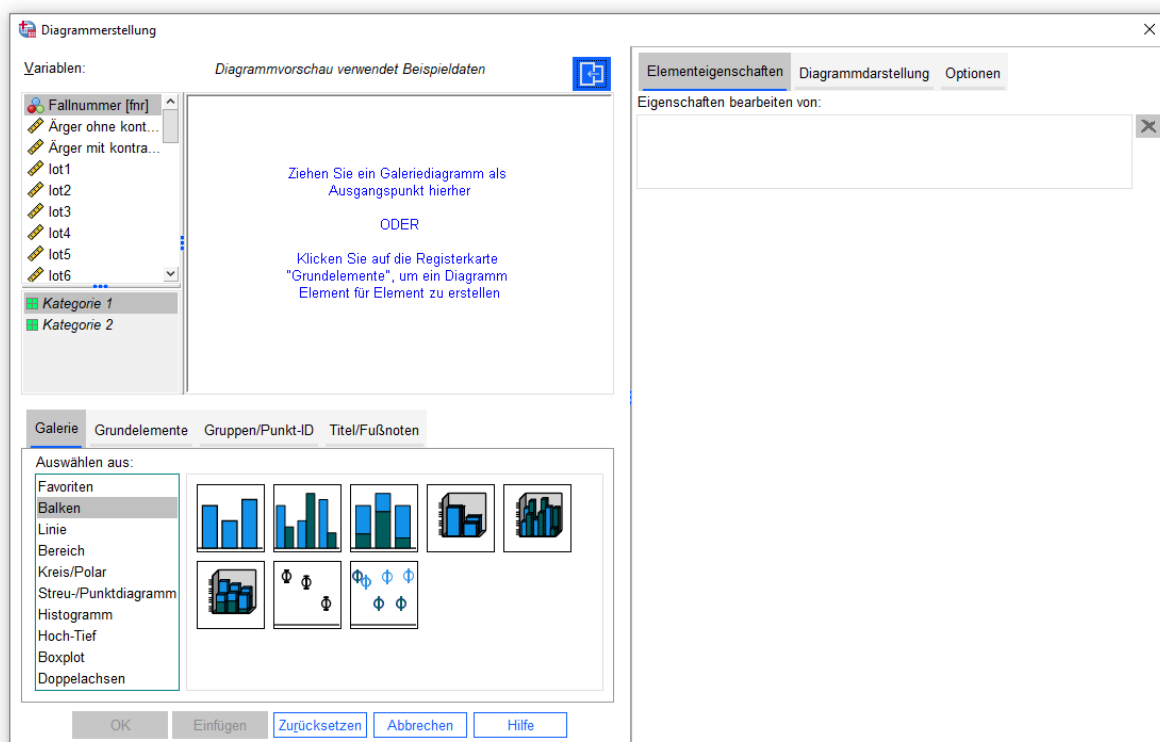 Diagrammerstellung
Variablen:
Diagrammvorschau verwendet Beispieldaten
Fallnummer [fnr]
Ärger ohne kont...
Ärger mit kontra...
lot1
lot2
lot3
lot4
lot5
lot6
Kategorie 1
Kategorie 2
Ziehen Sie ein Galeriediagramm als
Ausgangspunkt hierher
ODER
Klicken Sie auf die Registerkarte
"Grundelemente", um ein Diagramm
Element für Element zu erstellen
Galerie Grundelemente Gruppen/Punkt-ID Titel/Fußnoten
Auswählen aus:
Favoriten
Balken
Linie
Bereich
Kreis/Polar
Streu-/Punktdiagramm
Histogramm
Hoch-Tief
Boxplot
Doppelachsen
OK Einfügen Zurücksetzen Abbrechen Hilfe
Elementeigenschaften Diagrammdarstellung Optionen
Eigenschaften bearbeiten von: